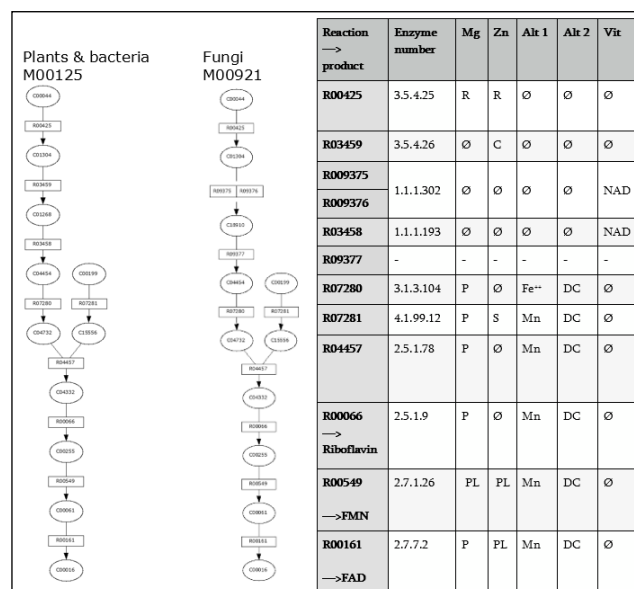 Plants & bacteria
M00125
C00044
R00425
C01304
R03459
C01268
R03458
C04454
C00199
R07280
R07281
C04732
C15556
R04457
C04332
R00066
C00255
R00549
C00061
R00161
C00016
Fungi
M00921
C00044
R00425
C01304
R09375 R09376
C18910
R09377
C04454
C00199
R07280
R07281
C04732
C15556
R04457
C04332
R00066
C00255
R00549
C00061
R00161
C00016
Reaction —> product Enzyme number Mg Zn Alt 1 Alt 2 Vit
R00425 3.5.4.25 R R Ø Ø Ø
R03459 3.5.4.26 Ø C Ø Ø Ø
R009375
R009376 1.1.1.302 Ø Ø Ø Ø NAD
R03458 1.1.1.193 Ø Ø Ø Ø NAD
R09377 - - - - - -
R07280 3.1.3.104 P Ø Fe++ DC Ø
R07281 4.1.99.12 P S Mn DC Ø
R04457 2.5.1.78 P Ø Mn DC Ø
R00066 —> Riboflavin 2.5.1.9 P Ø Mn DC Ø
R00549 —>FMN 2.7.1.26 PL PL Mn DC Ø
R00161 —>FAD 2.7.7.2 P PL Mn DC Ø